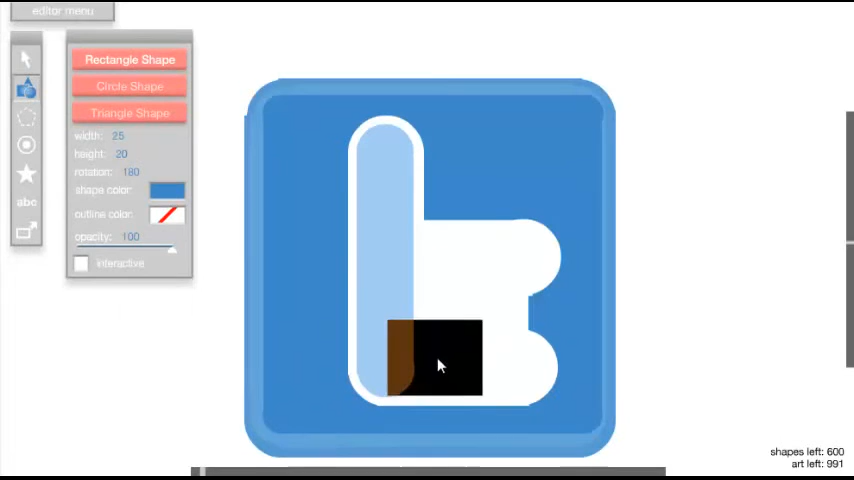 editor menu
Rectangle Shape
Circle Shape
Triangle Shape
width: 25
height: 20
rotation: 180
shape color:
outline color:
opacity: 100
interactive
abc
shapes left: 600
art left: 991